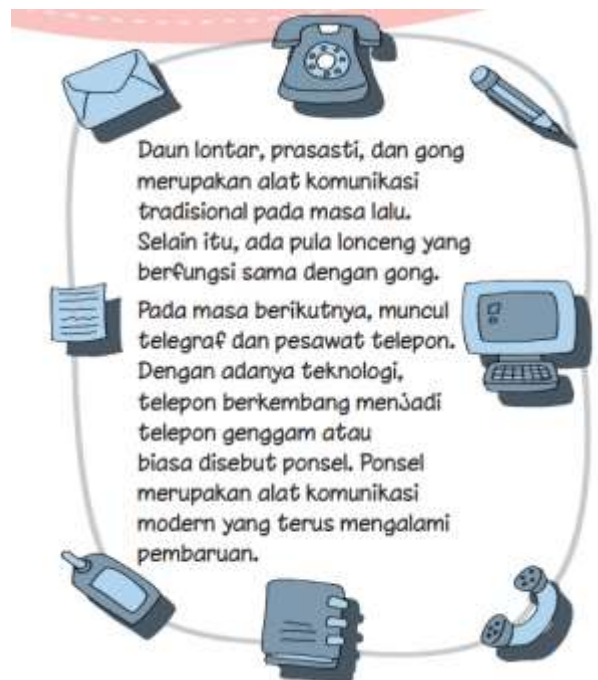 Daun lontar, prasasti, dan gong
merupakan alat komunikasi
tradisional pada masa lalu.
Selain itu, ada pula lonceng yang
berfungsi sama dengan gong.
Pada masa berikutnya, muncul
telegraf dan pesawat telepon.
Dengan adanya teknologi,
telepon berkembang menjadi
telepon genggam atau
biasa disebut ponsel. Ponsel
merupakan alat komunikasi
modern yang terus mengalami
pembaruan.